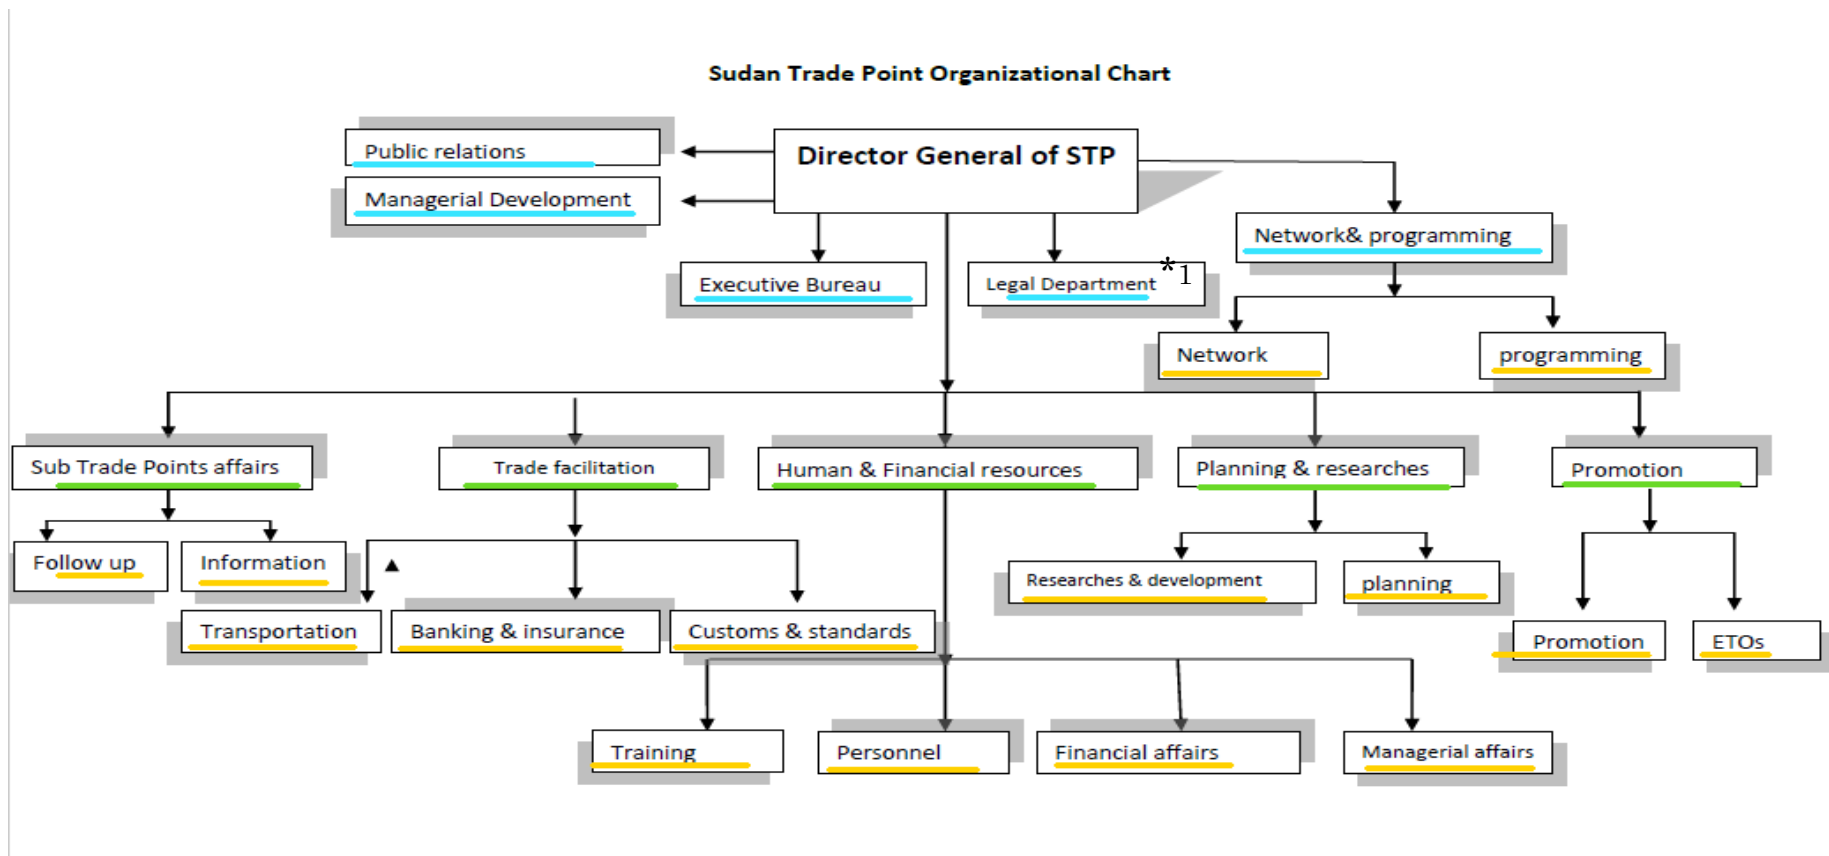 Sudan Trade Point Organizational Chart
Public relations
Director General of STP
Managerial Development
Network& programming
Executive Bureau
Legal Department*1
Network
programming
Sub Trade Points affairs
Trade facilitation
Human & Financial resources
Planning & researches
Promotion
Follow up
Information
Researches & development
planning
Transportation
Banking & insurance
Customs & standards
Promotion
ETOs
Training
Personnel
Financial affairs
Managerial affairs